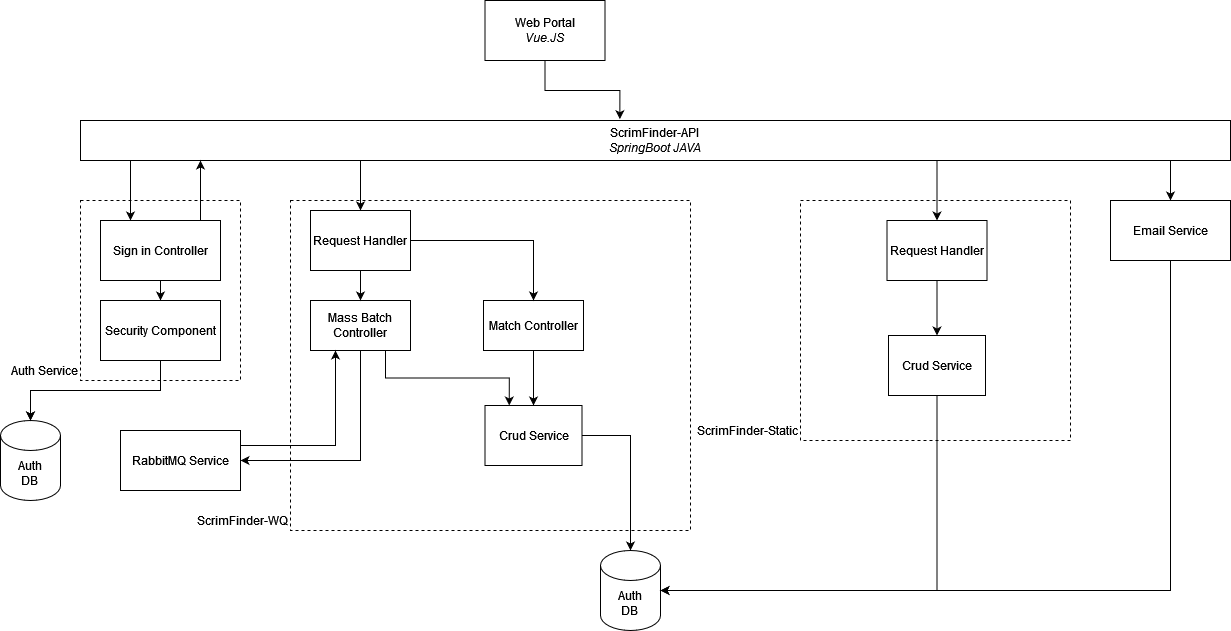 Web Portal
Vue.JS
ScrimFinder-API
SpringBoot JAVA
Sign in Controller
Security Component
Auth Service
Auth
DB
Request Handler
Mass Batch
Controller
Match Controller
Crud Service
RabbitMQ Service
ScrimFinder-WQ
Auth
DB
Request Handler
Crud Service
ScrimFinder-Static
Email Service